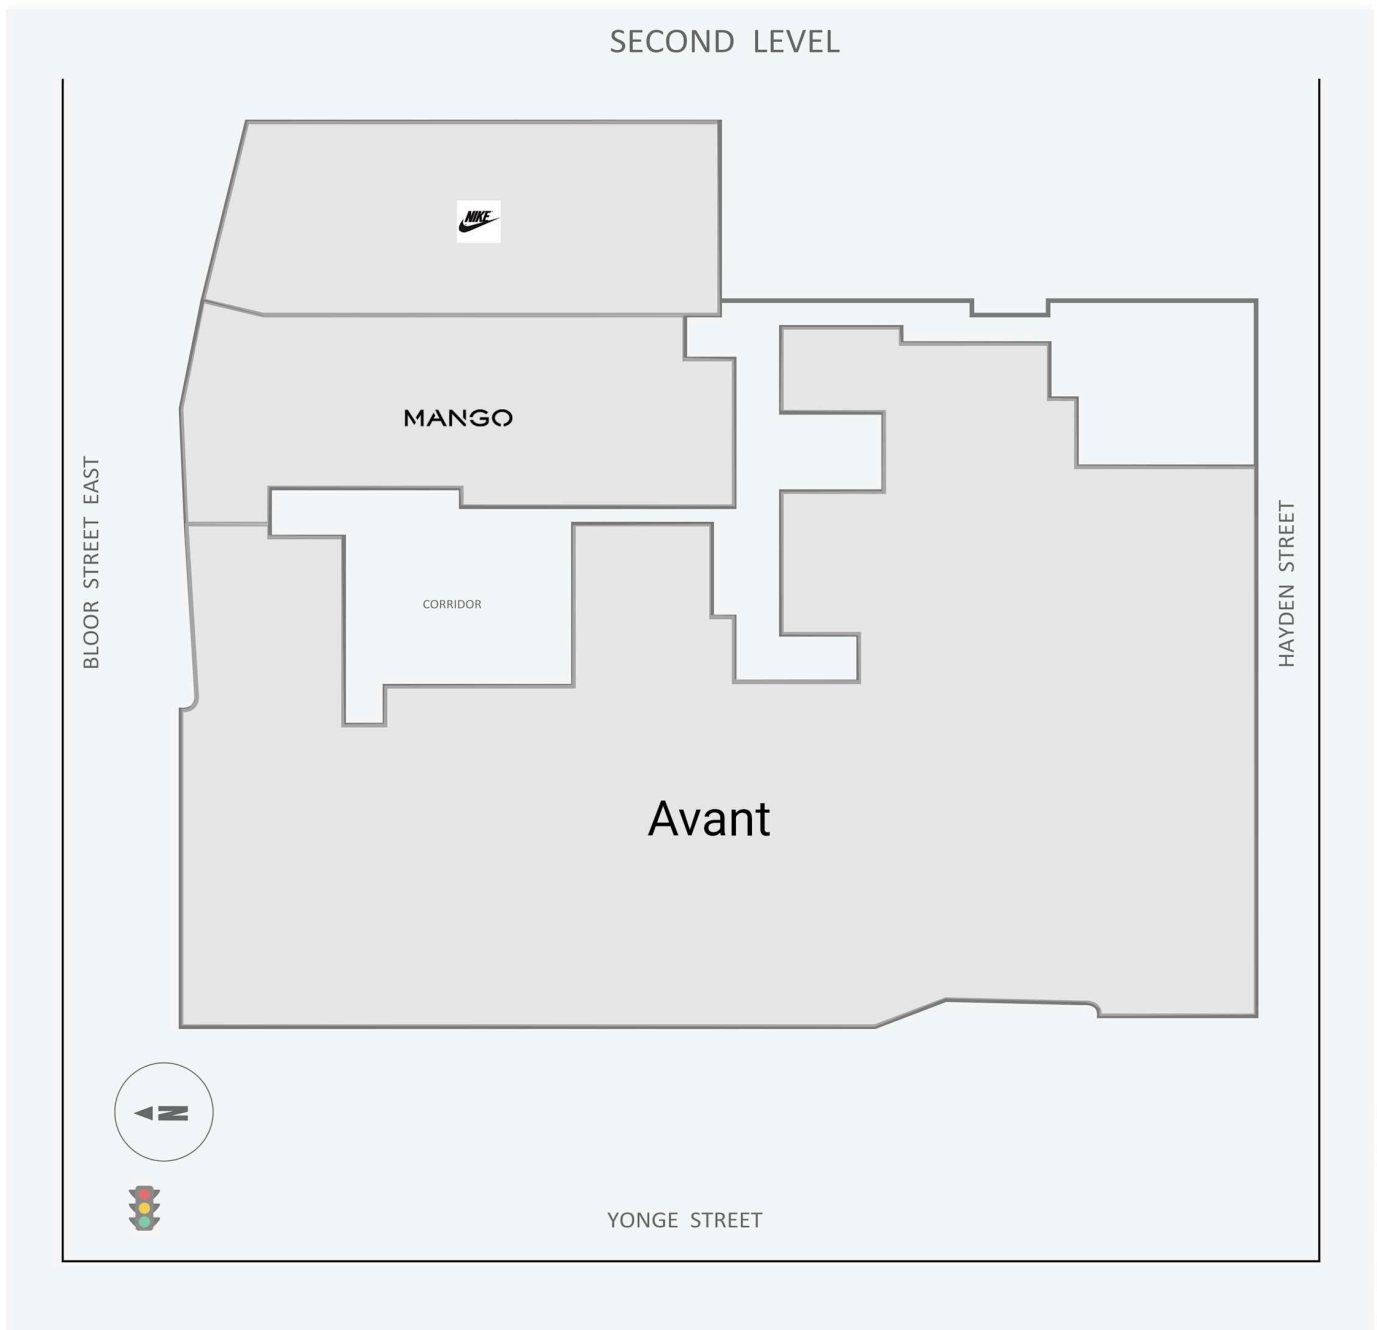 SECOND LEVEL
NIKE
MANGO
BLOOR STREET EAST
HAYDEN STREET
CORRIDOR
Avant
N
YONGE STREET